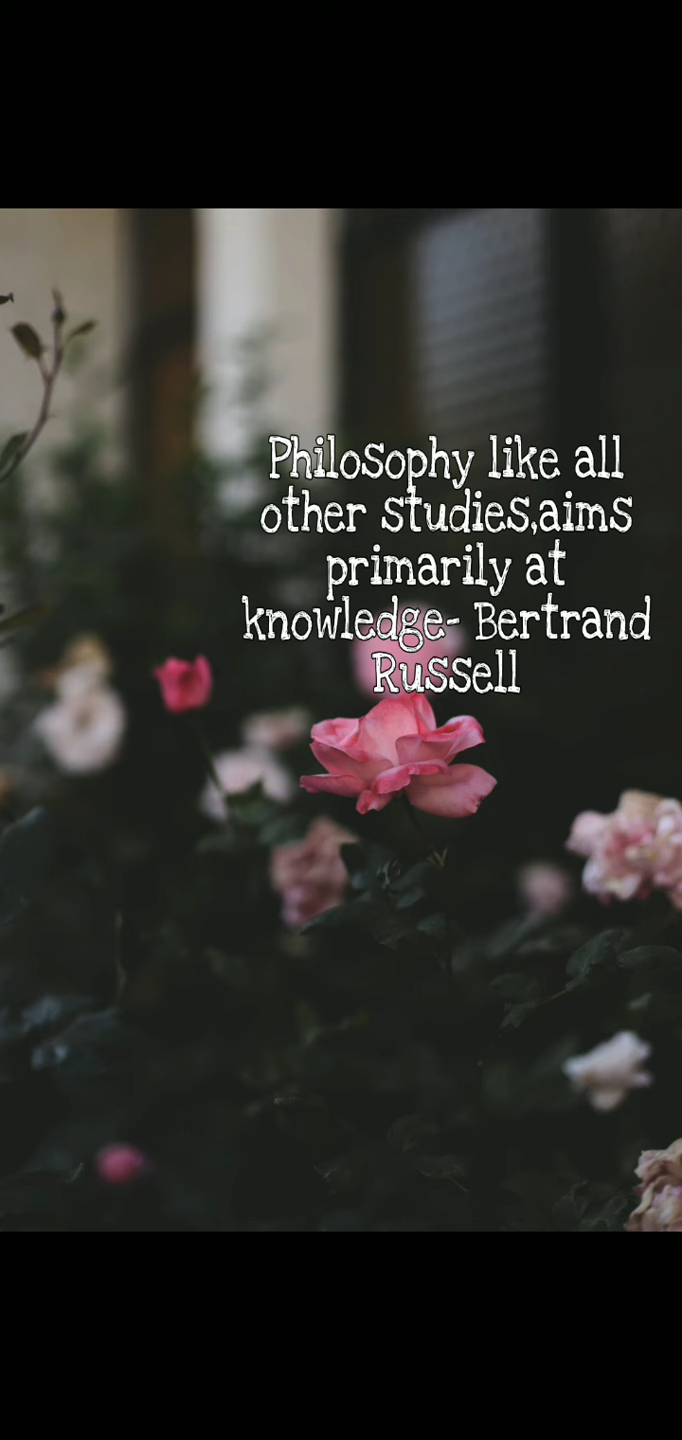 Philosophy like all
other studies,aims
primarily at
knowledge- Bertrand
Russell